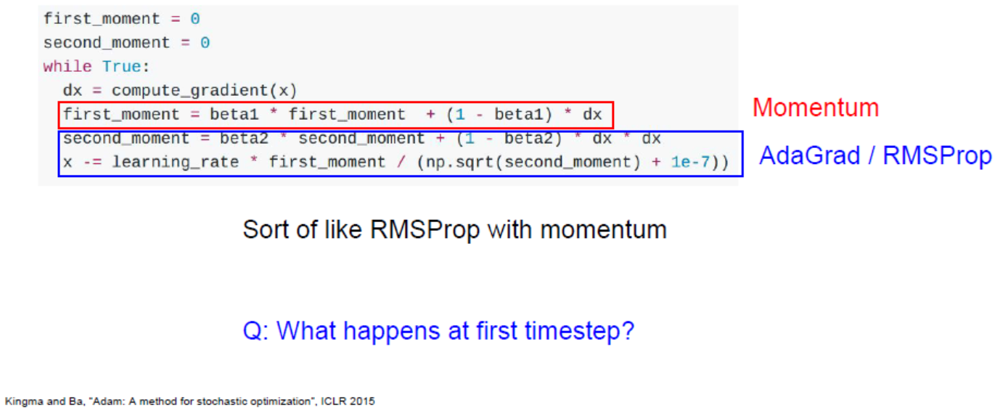 first_moment = 0
second_moment = 0
while True:
  dx = compute_gradient(x)
  first_moment = beta1 * first_moment  + (1 - beta1) * dx
  second_moment = beta2 * second_moment + (1 - beta2) * dx * dx
  x -= learning_rate * first_moment / (np.sqrt(second_moment) + 1e-7))
Momentum
AdaGrad / RMSProp
Sort of like RMSProp with momentum
Q: What happens at first timestep?
Kingma and Ba, "Adam: A method for stochastic optimization", ICLR 2015